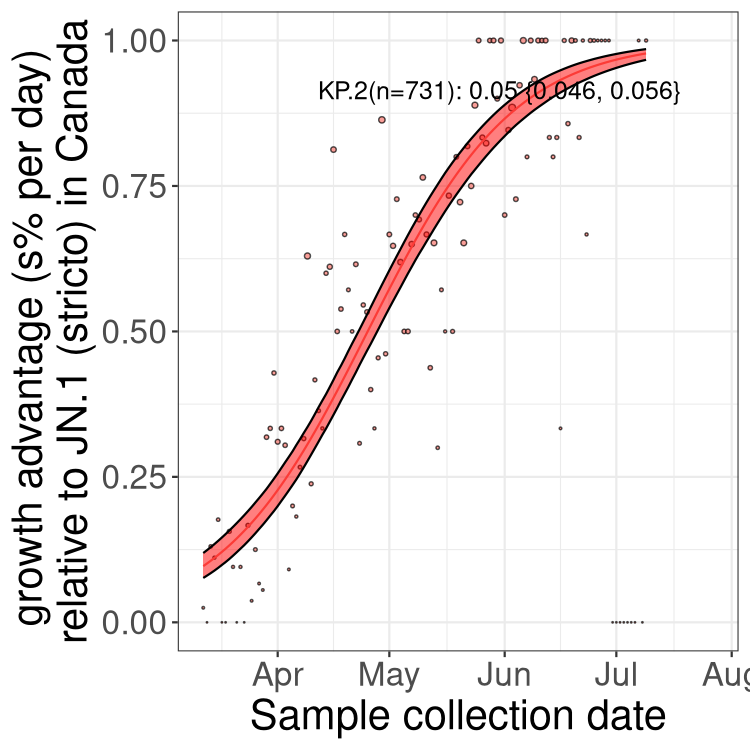 growth advantage (s% per day)
relative to JN.1 (stricto) in Canada
1.00
0.75
0.50
0.25
0.00
KP.2(n=731): 0.05 {0.046, 0.056}
Apr May Jun Jul Aug
Sample collection date